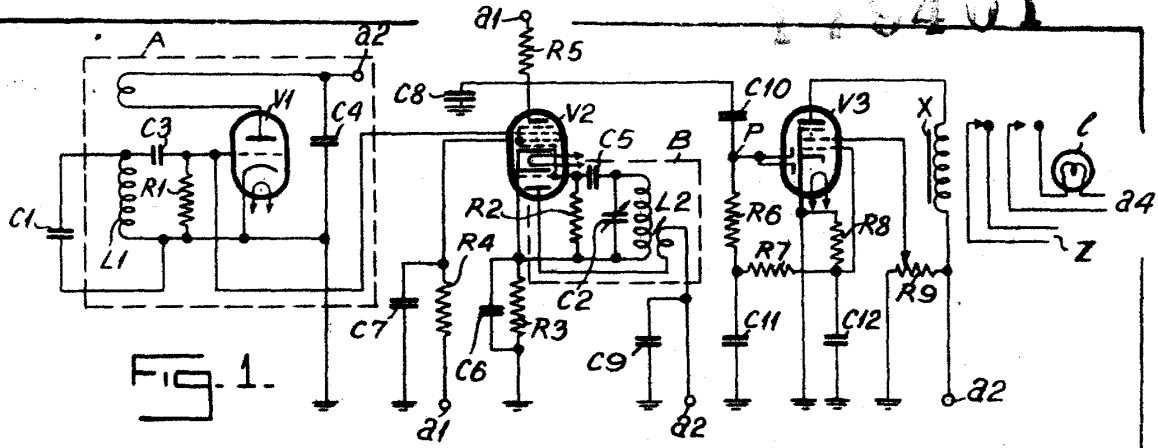 a1
A
a2
R5
V1
V2
C8
C10
V3
X
C3
C4
C5
B
P
l
R1
a4
C1
L1
R2
L2
R6
R8
R4
R7
Z
C7
C2
R9
C6
R3
C9
C11
C12
Fig. 1.
a1
a2
a2